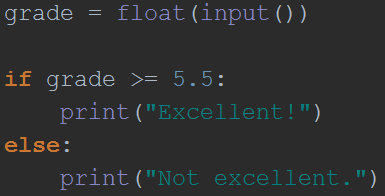 grade = float(input())
if grade >= 5.5:
    print("Excellent!")
else:
    print("Not excellent.")